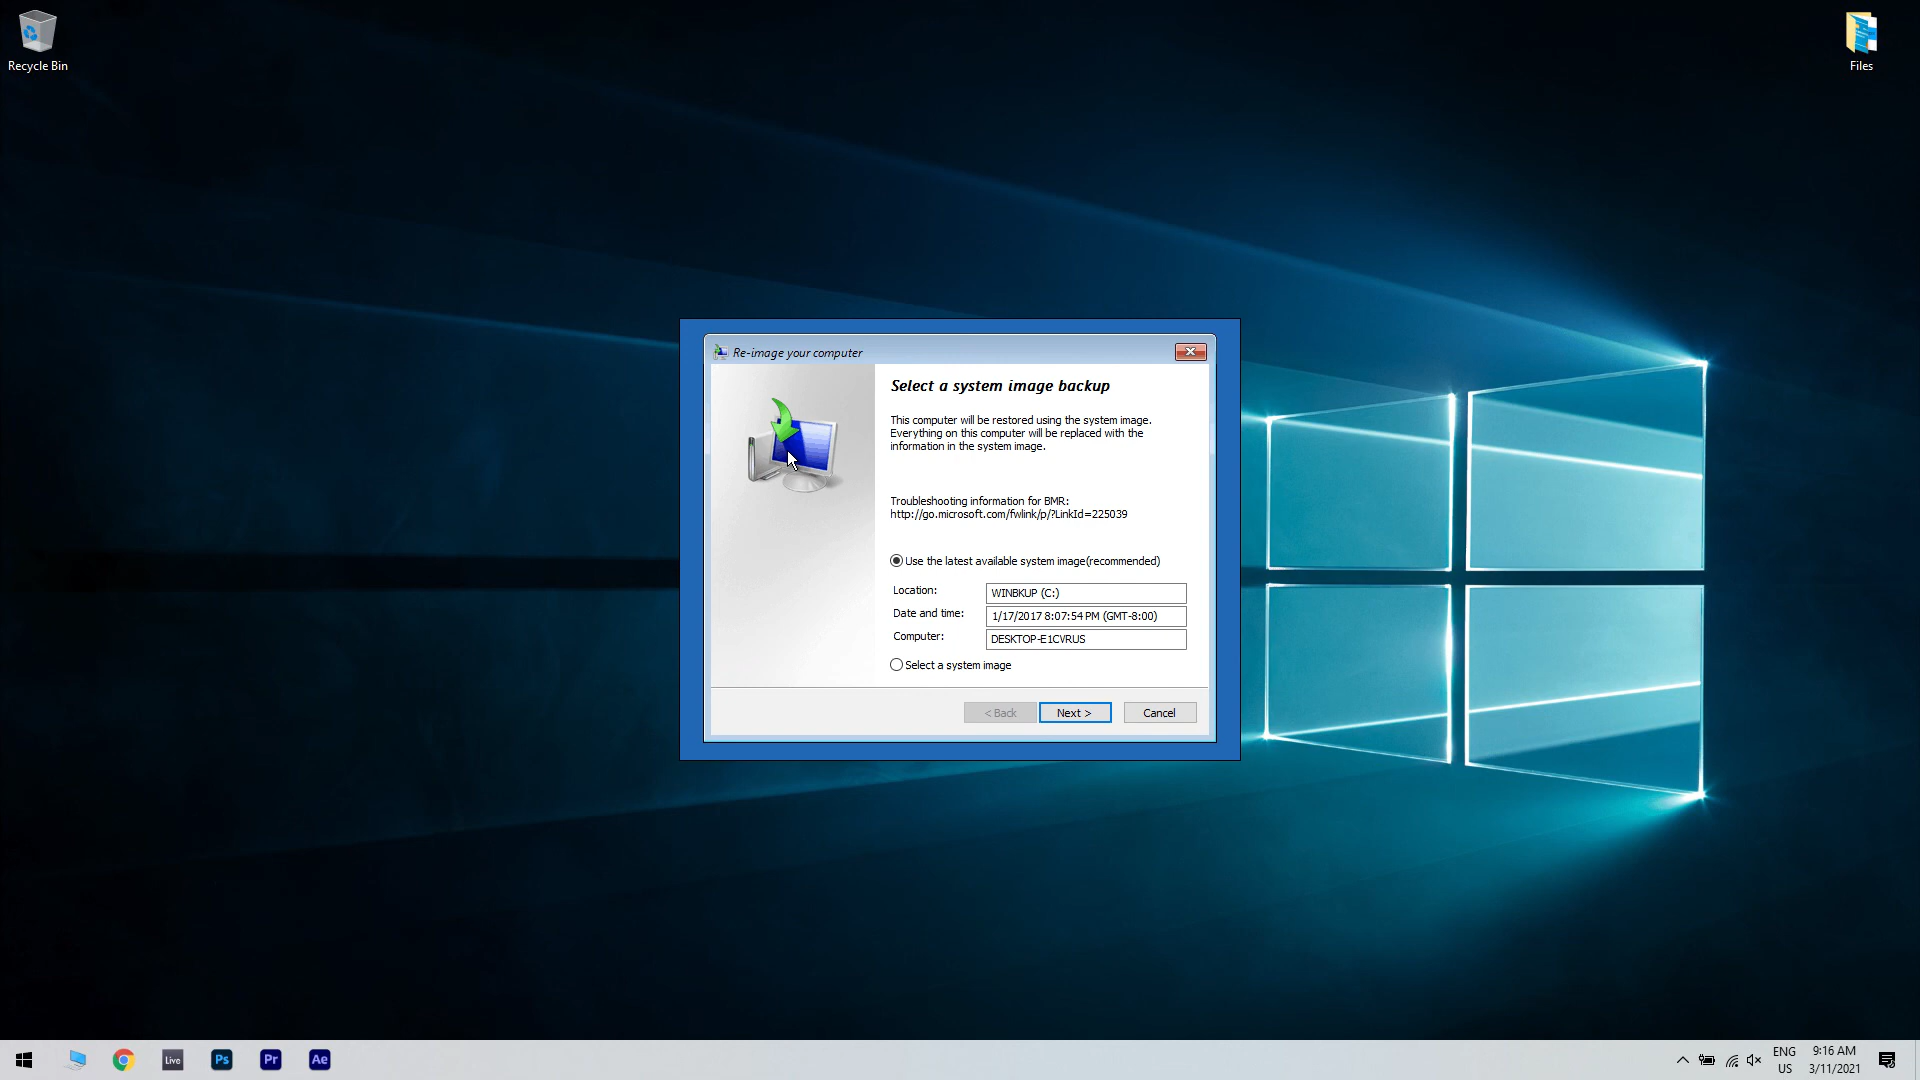 Recycle Bin
Files
Re-image your computer
Select a system image backup
This computer will be restored using the system image.
Everything on this computer will be replaced with the
information in the system image.
Troubleshooting information for BMR:
http://go.microsoft.com/fwlink/p/?LinkId=225039
Use the latest available system image(recommended)
Location: WINBKUP (C:)
Date and time: 1/17/2017 8:07:54 PM (GMT-8:00)
Computer: DESKTOP-E1CVRUS
Select a system image
< Back Next > Cancel
Live Ps Pr Ae
ENG 9:16 AM
US 3/11/2021